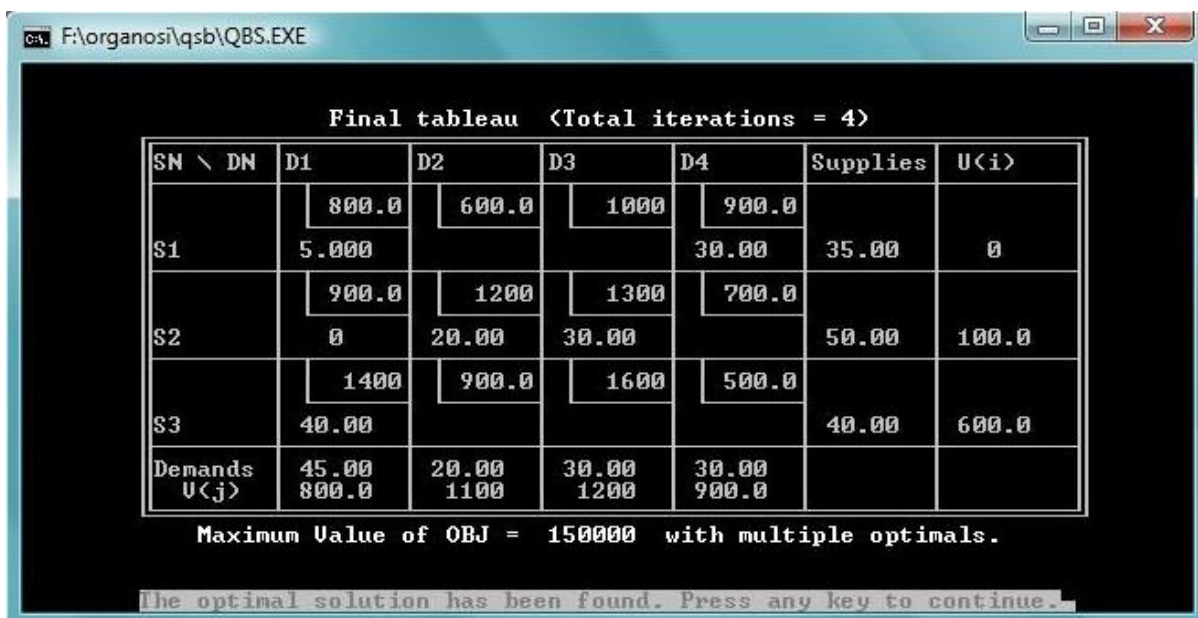 F:\organosi\qsb\QBS.EXE
Final tableau (Total iterations = 4)
SN \ DN D1 D2 D3 D4 Supplies U(i)
800.0 600.0 1000 900.0
S1 5.000 30.00 35.00 0
900.0 1200 1300 700.0
S2 0 20.00 30.00 50.00 100.0
1400 900.0 1600 500.0
S3 40.00 40.00 600.0
Demands 45.00 20.00 30.00 30.00
V(j) 800.0 1100 1200 900.0
Maximum Value of OBJ = 150000 with multiple optimals.
The optimal solution has been found. Press any key to continue.